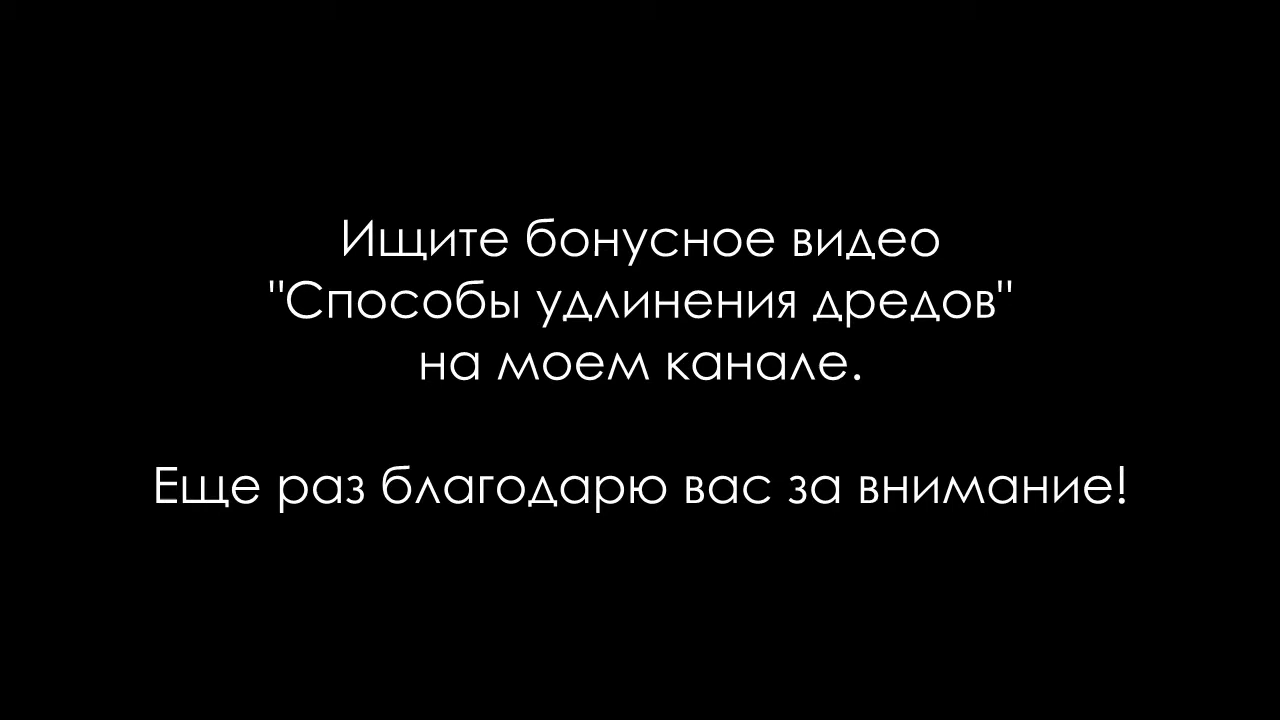 Ищите бонусное видео
"Способы удлинения дредов"
на моем канале.
Еще раз благодарю вас за внимание!